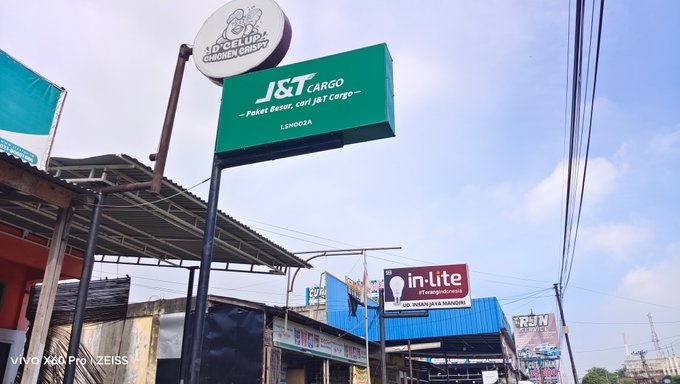 D'CELUP
CHICKEN CRISPY
J&T CARGO
— Paket Besar, cari J&T Cargo —
LSN002A
in-lite
#TerangIndonesia
UD. INSAN JAYA MANDIRI
RJN
SERVICE
vivo X60 Pro | ZEISS